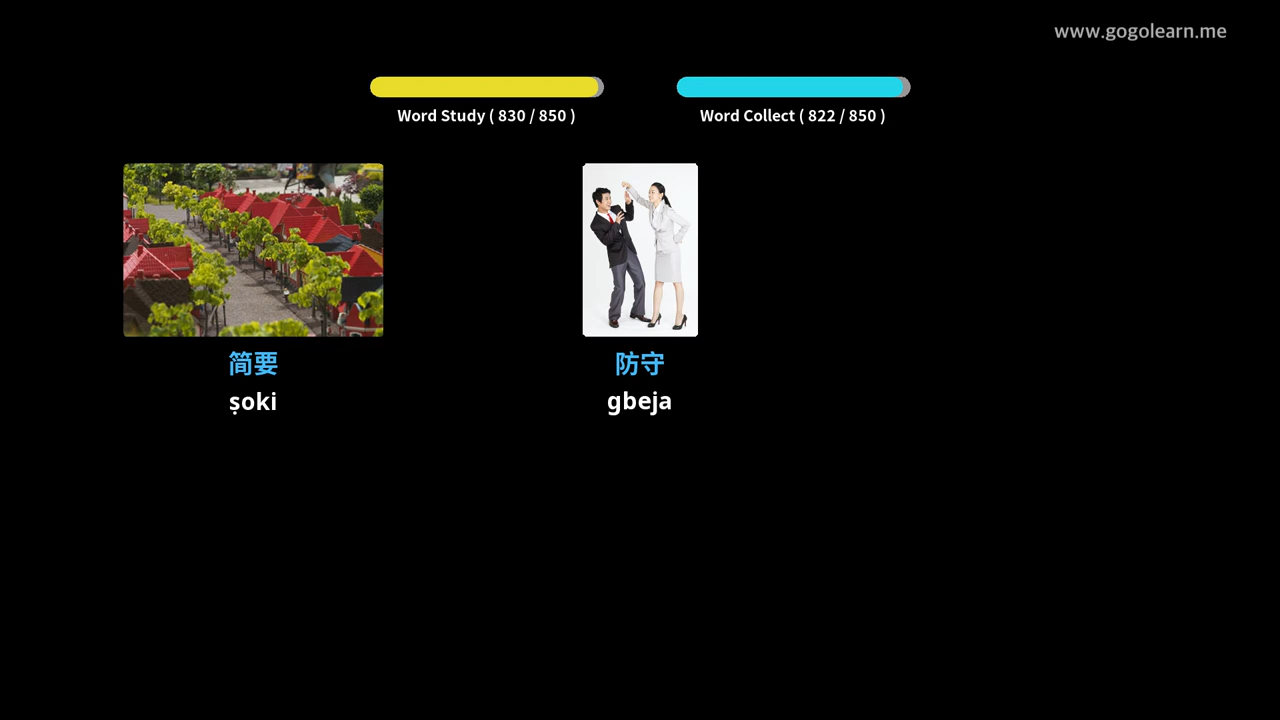 www.gogolearn.me
Word Study ( 830 / 850 )
Word Collect ( 822 / 850 )
简要
ṣoki
防守
gbeja